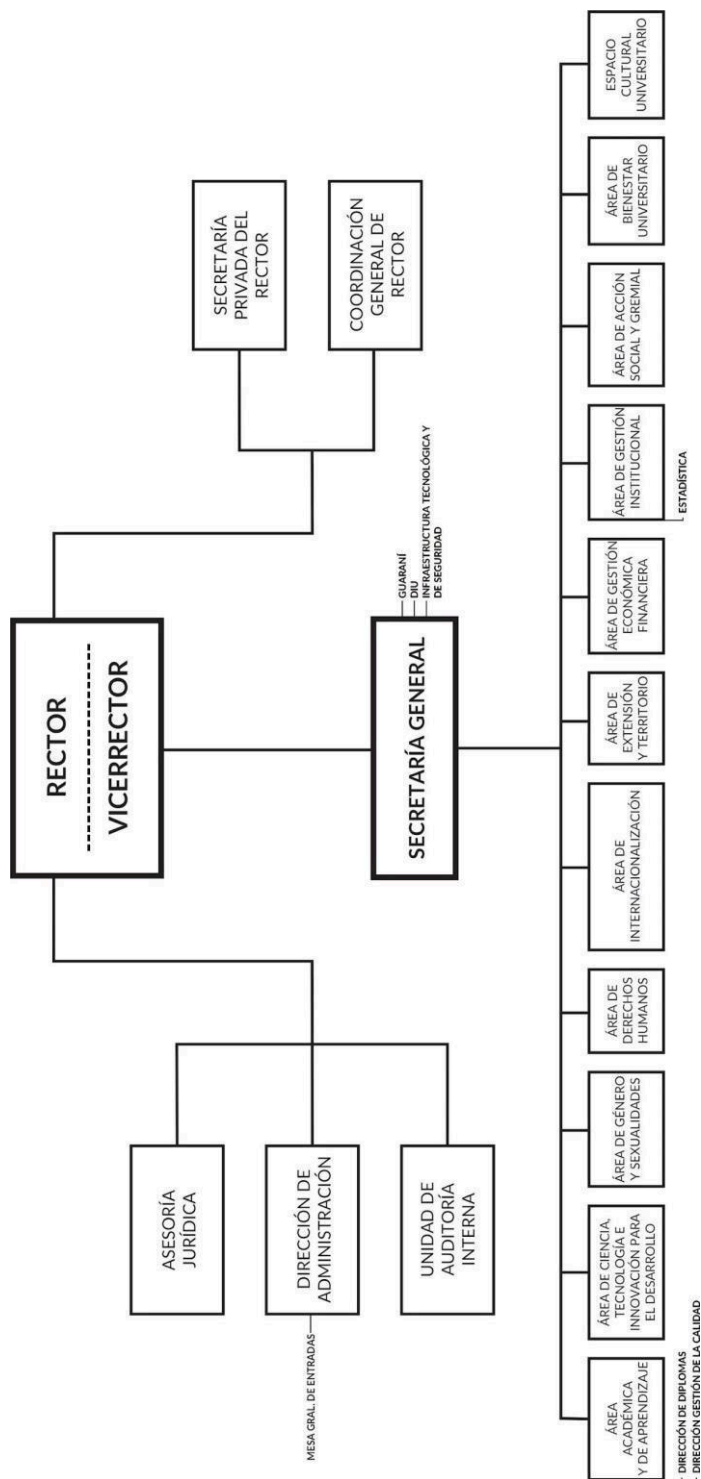 RECTOR
VICERRECTOR
ASESORÍA
JURÍDICA
DIRECCIÓN DE
ADMINISTRACIÓN
MESA GRAL. DE ENTRADAS
UNIDAD DE
AUDITORÍA
INTERNA
SECRETARÍA
PRIVADA DEL
RECTOR
COORDINACIÓN
GENERAL DE
RECTOR
SECRETARÍA GENERAL
GUARANÍ
DIU
INFRAESTRUCTURA TECNOLÓGICA Y
DE SEGURIDAD
ÁREA
ACADÉMICA
Y DE APRENDIZAJE
DIRECCIÓN DE DIPLOMAS
DIRECCIÓN GESTIÓN DE LA CALIDAD
ÁREA DE CIENCIA,
TECNOLOGÍA E
INNOVACIÓN PARA
EL DESARROLLO
ÁREA DE GÉNERO
Y SEXUALIDADES
ÁREA DE
DERECHOS
HUMANOS
ÁREA DE
INTERNACIONALIZACIÓN
ÁREA DE
EXTENSIÓN
Y TERRITORIO
ÁREA DE GESTIÓN
ECONÓMICA
FINANCIERA
ÁREA DE GESTIÓN
INSTITUCIONAL
ESTADÍSTICA
ÁREA DE ACCIÓN
SOCIAL Y GREMIAL
ÁREA DE
BIENESTAR
UNIVERSITARIO
ESPACIO
CULTURAL
UNIVERSITARIO